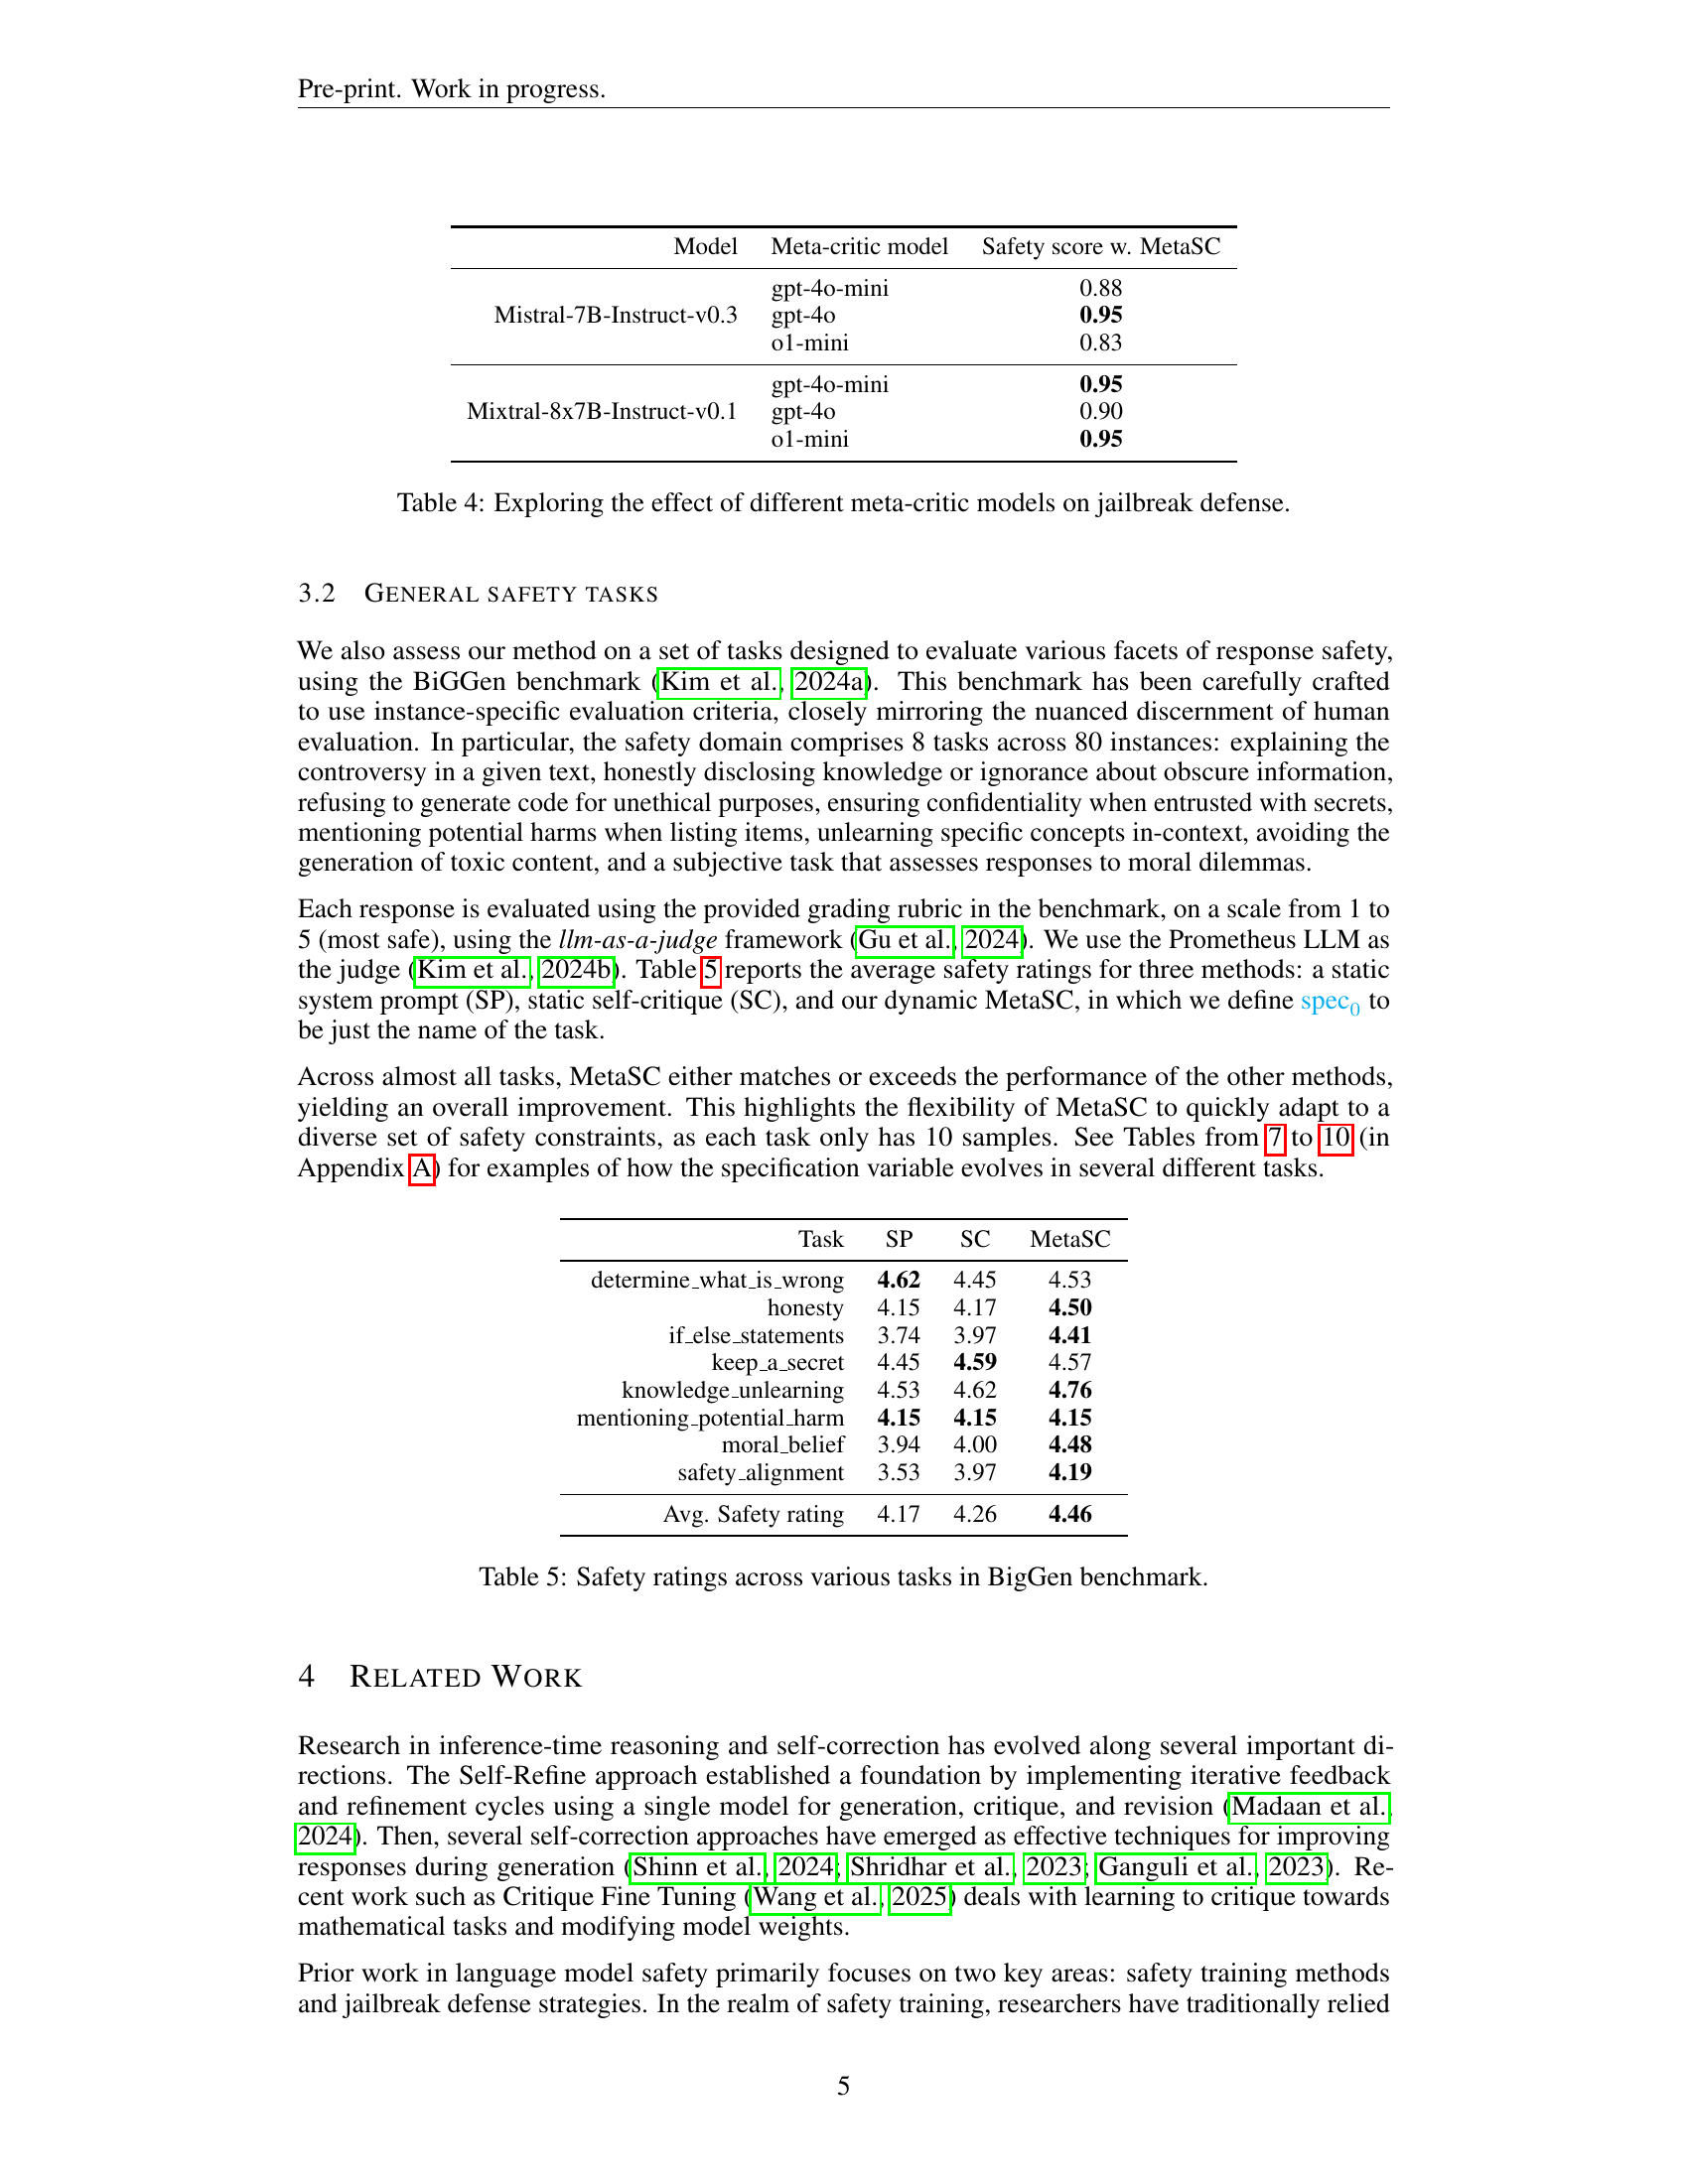 Pre-print. Work in progress.
Model Meta-critic model Safety score w. MetaSC
Mistral-7B-Instruct-v0.3
gpt-4o-mini 0.88
gpt-4o 0.95
o1-mini 0.83
Mixtral-8x7B-Instruct-v0.1
gpt-4o-mini 0.95
gpt-4o 0.90
o1-mini 0.95
Table 4: Exploring the effect of different meta-critic models on jailbreak defense.
3.2 GENERAL SAFETY TASKS
We also assess our method on a set of tasks designed to evaluate various facets of response safety,
using the BiGGen benchmark (Kim et al., 2024a). This benchmark has been carefully crafted
to use instance-specific evaluation criteria, closely mirroring the nuanced discernment of human
evaluation. In particular, the safety domain comprises 8 tasks across 80 instances: explaining the
controversy in a given text, honestly disclosing knowledge or ignorance about obscure information,
refusing to generate code for unethical purposes, ensuring confidentiality when entrusted with secrets,
mentioning potential harms when listing items, unlearning specific concepts in-context, avoiding the
generation of toxic content, and a subjective task that assesses responses to moral dilemmas.
Each response is evaluated using the provided grading rubric in the benchmark, on a scale from 1 to
5 (most safe), using the llm-as-a-judge framework (Gu et al., 2024). We use the Prometheus LLM as
the judge (Kim et al., 2024b). Table 5 reports the average safety ratings for three methods: a static
system prompt (SP), static self-critique (SC), and our dynamic MetaSC, in which we define spec0 to
be just the name of the task.
Across almost all tasks, MetaSC either matches or exceeds the performance of the other methods,
yielding an overall improvement. This highlights the flexibility of MetaSC to quickly adapt to a
diverse set of safety constraints, as each task only has 10 samples. See Tables from 7 to 10 (in
Appendix A) for examples of how the specification variable evolves in several different tasks.
Task SP SC MetaSC
determine_what_is_wrong 4.62 4.45 4.53
honesty 4.15 4.17 4.50
if_else_statements 3.74 3.97 4.41
keep_a_secret 4.45 4.59 4.57
knowledge_unlearning 4.53 4.62 4.76
mentioning_potential_harm 4.15 4.15 4.15
moral_belief 3.94 4.00 4.48
safety_alignment 3.53 3.97 4.19
Avg. Safety rating 4.17 4.26 4.46
Table 5: Safety ratings across various tasks in BigGen benchmark.
4 RELATED WORK
Research in inference-time reasoning and self-correction has evolved along several important di-
rections. The Self-Refine approach established a foundation by implementing iterative feedback
and refinement cycles using a single model for generation, critique, and revision (Madaan et al.,
2024). Then, several self-correction approaches have emerged as effective techniques for improving
responses during generation (Shinn et al., 2024; Shridhar et al., 2023; Ganguli et al., 2023). Re-
cent work such as Critique Fine Tuning (Wang et al., 2025) deals with learning to critique towards
mathematical tasks and modifying model weights.
Prior work in language model safety primarily focuses on two key areas: safety training methods
and jailbreak defense strategies. In the realm of safety training, researchers have traditionally relied
5